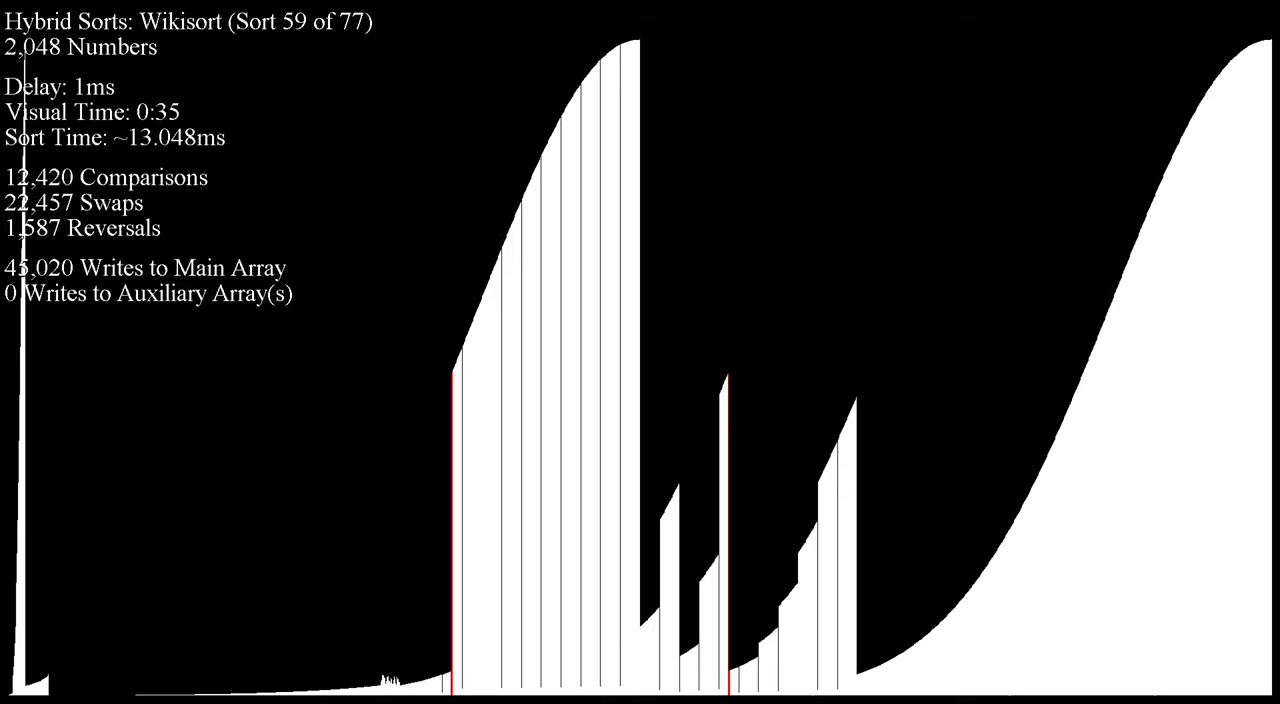 Hybrid Sorts: Wikisort (Sort 59 of 77)
2,048 Numbers
Delay: 1ms
Visual Time: 0:35
Sort Time: ~13.048ms
12,420 Comparisons
22,457 Swaps
1,587 Reversals
45,020 Writes to Main Array
0 Writes to Auxiliary Array(s)